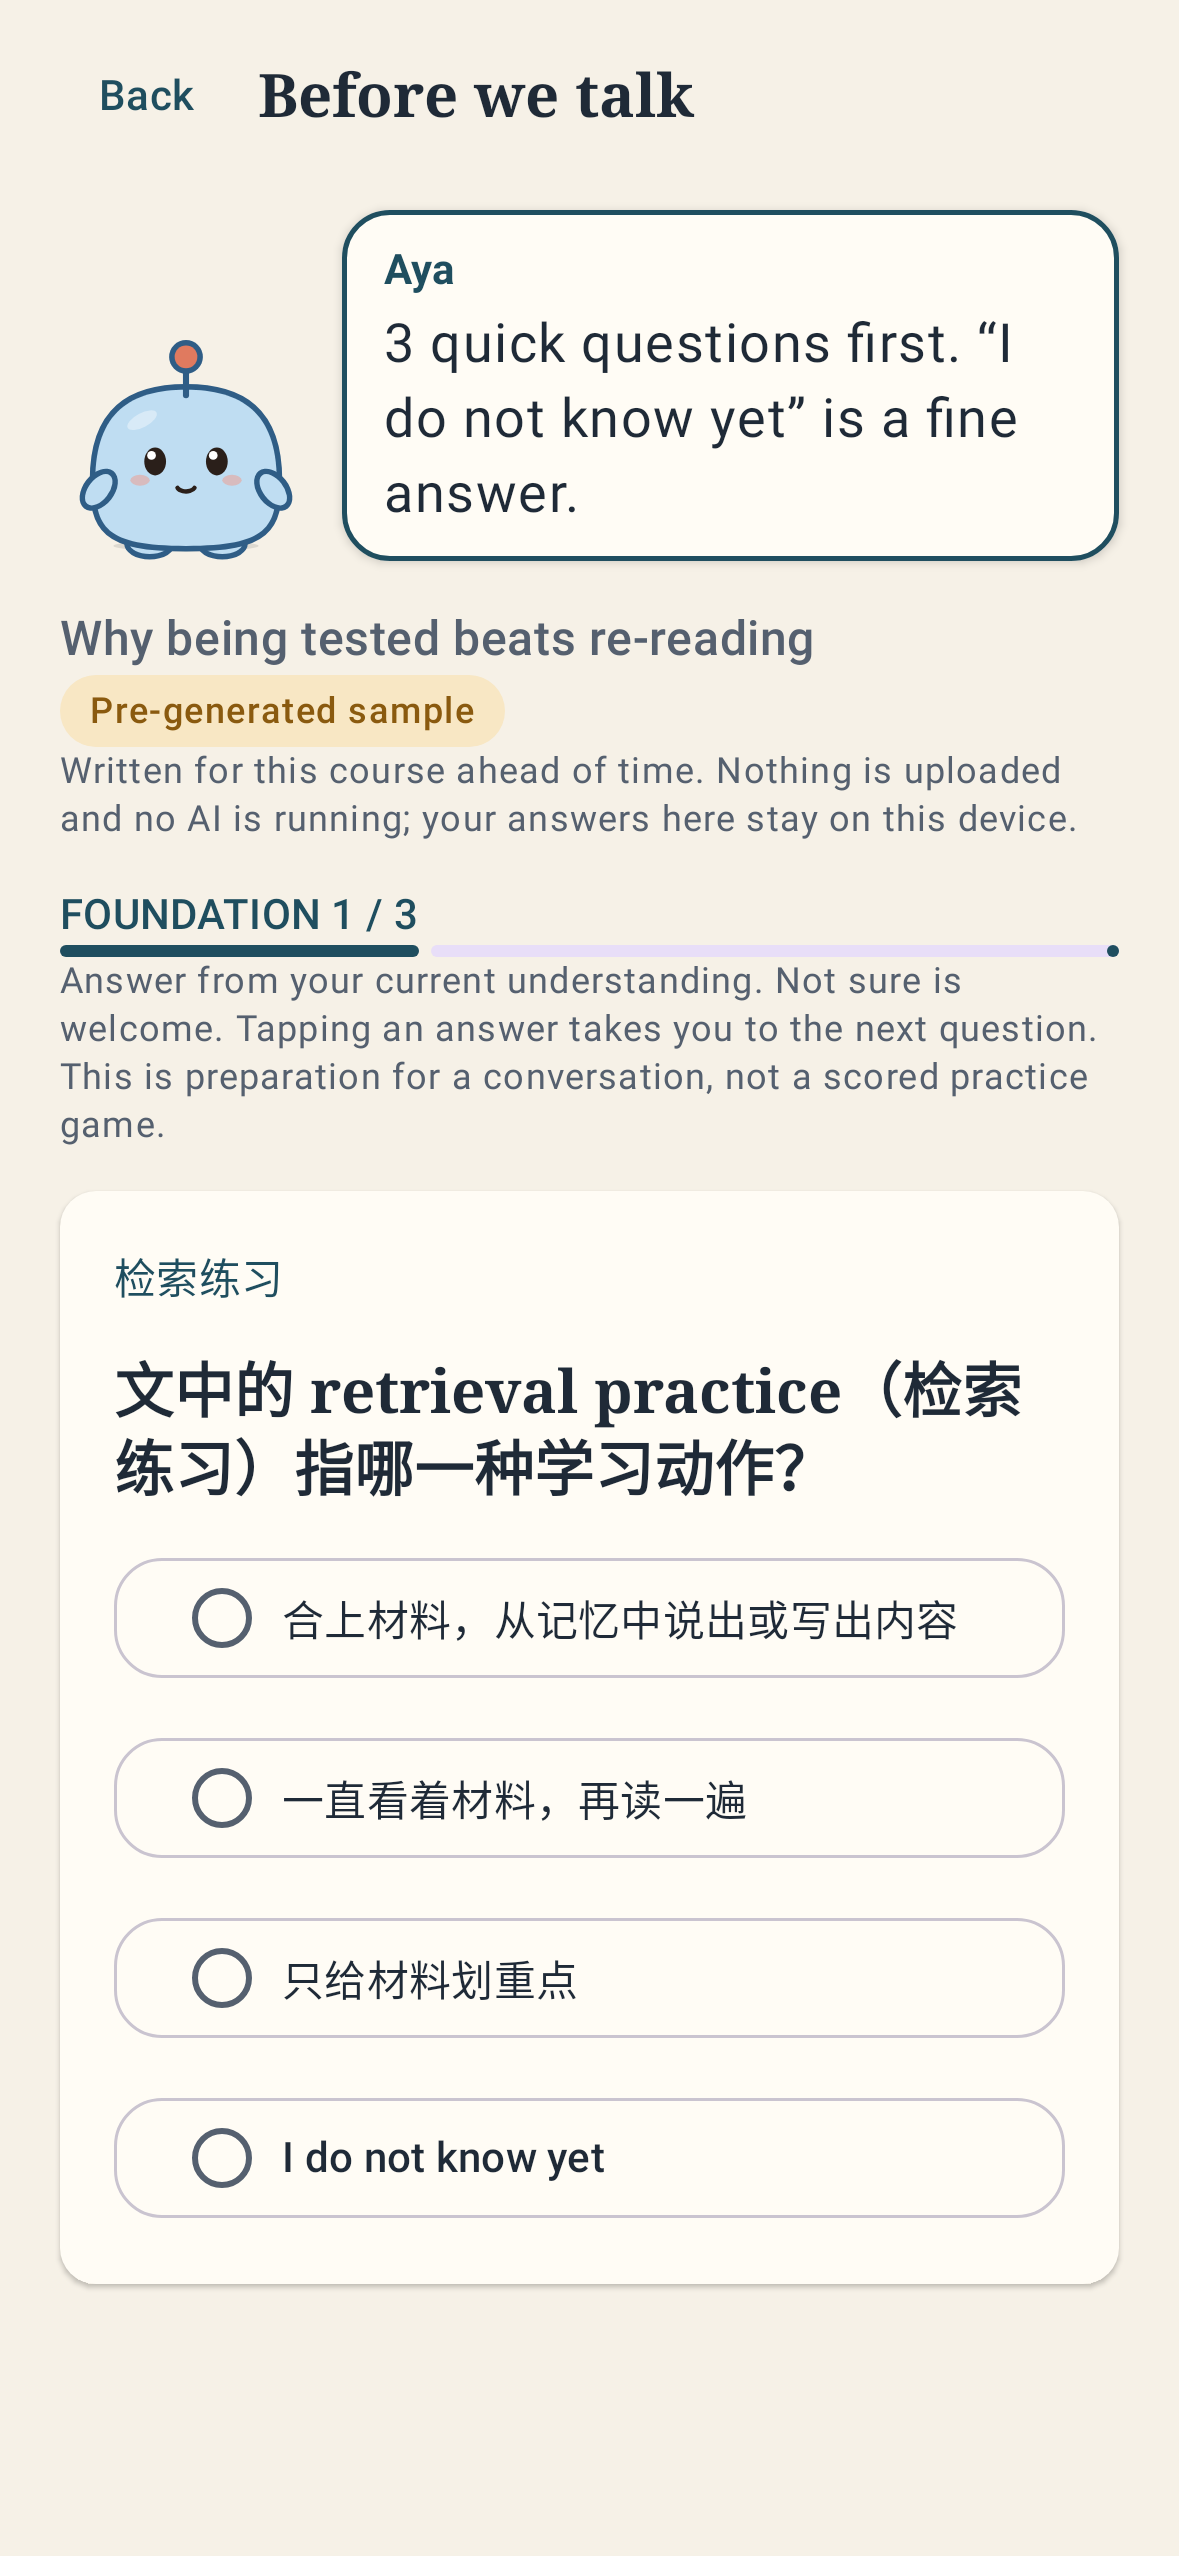 Back
Before we talk
Aya
3 quick questions first. “I
do not know yet” is a fine
answer.
Why being tested beats re-reading
Pre-generated sample
Written for this course ahead of time. Nothing is uploaded
and no AI is running; your answers here stay on this device.
FOUNDATION 1 / 3
Answer from your current understanding. Not sure is
welcome. Tapping an answer takes you to the next question.
This is preparation for a conversation, not a scored practice
game.
检索练习
文中的 retrieval practice（检索
练习）指哪一种学习动作？
合上材料，从记忆中说出或写出内容
一直看着材料，再读一遍
只给材料划重点
I do not know yet